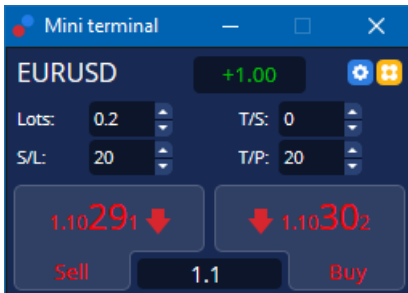 Mini terminal
EURUSD +1.00
Lots: 0.2 T/S: 0
S/L: 20 T/P: 20
1.10291 1.10302
Sell 1.1 Buy